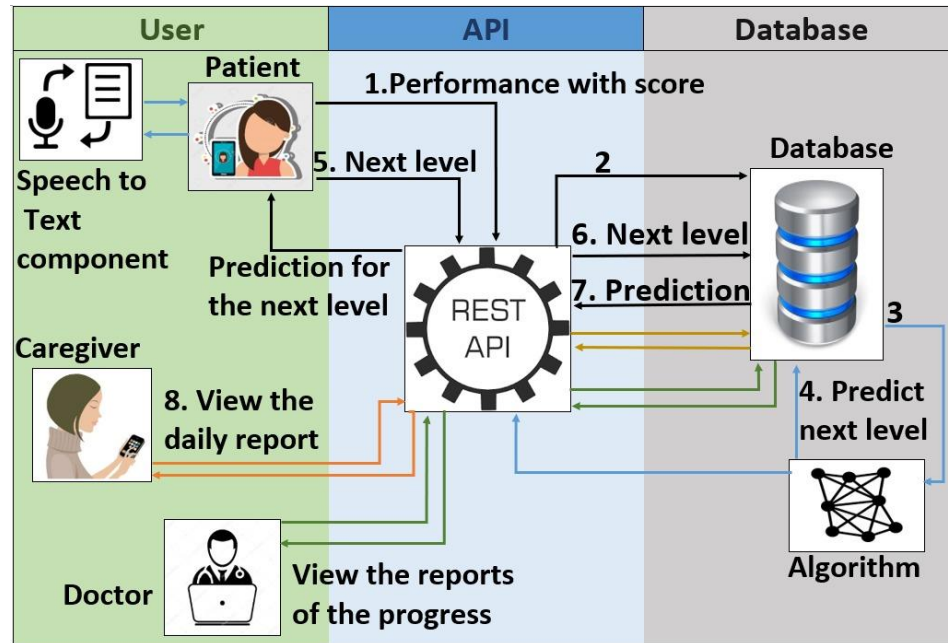 User
API
Database
Patient
1.Performance with score
Speech to
Text
component
5. Next level
2
Database
6. Next level
Prediction for
the next level
7. Prediction
3
REST
API
Caregiver
8. View the
daily report
4. Predict
next level
Algorithm
Doctor
View the reports
of the progress